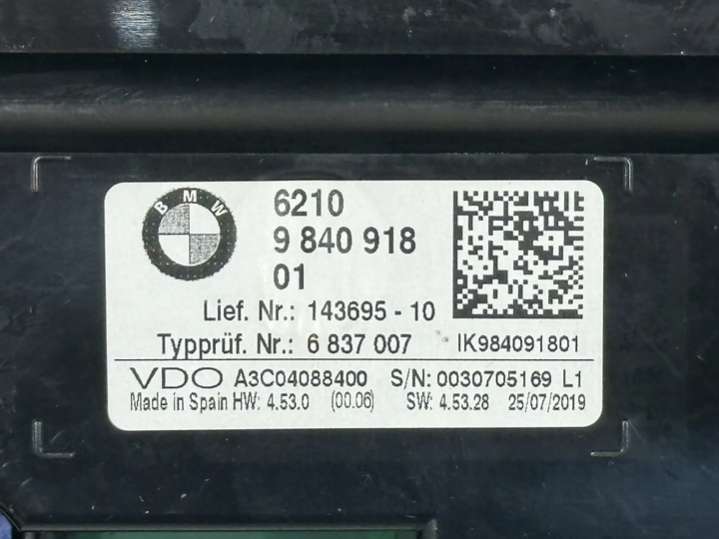 BMW
6210
9 840 918
01
Lief. Nr.: 143695 - 10
Typprüf. Nr.: 6 837 007
IK984091801
VDO A3C04088400 S/N: 0030705169 L1
Made in Spain HW: 4.53.0 (00.06) SW: 4.53.28 25/07/2019